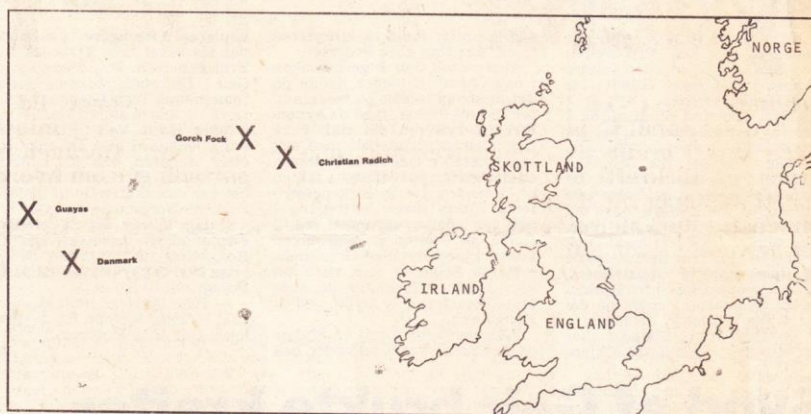 NORGE
Gorch Fock
Christian Radich
SKOTTLAND
Guayas
Danmark
IRLAND
ENGLAND